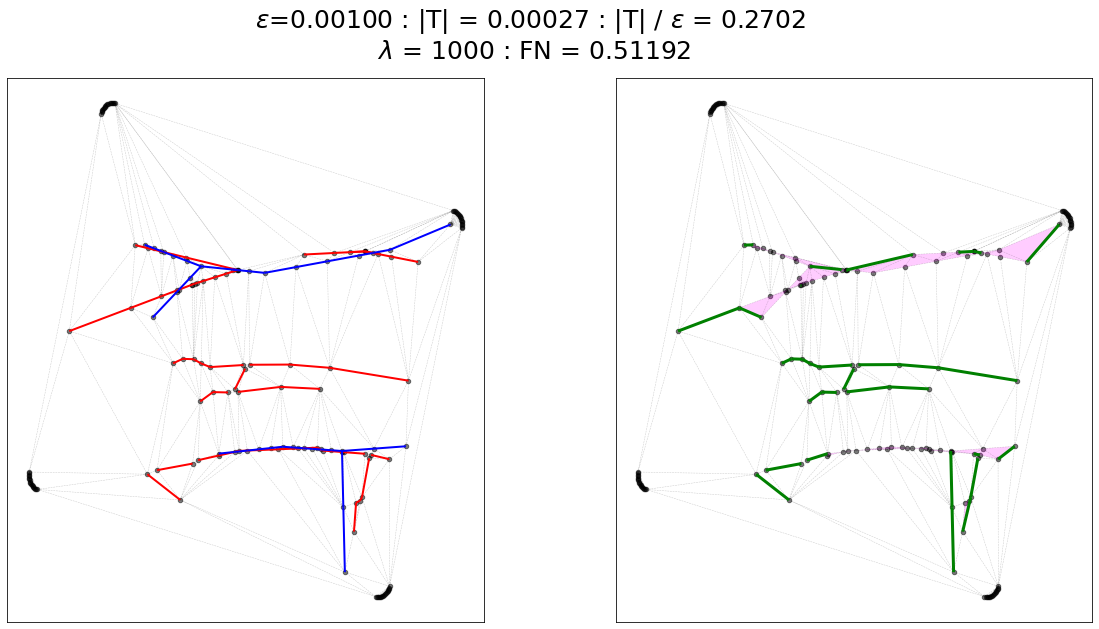 ε=0.00100 : |T| = 0.00027 : |T| / ε = 0.2702
λ = 1000 : FN = 0.51192